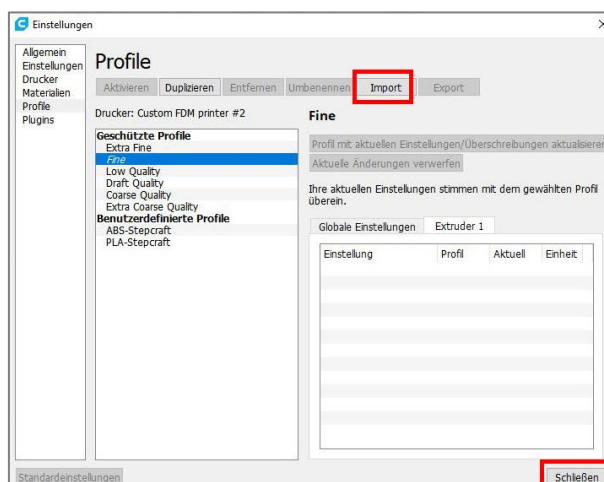 Einstellungen
Allgemein
Einstellungen
Drucker
Materialien
Profile
Plugins
Profile
Aktivieren Duplizieren Entfernen Umbenennen Import Export
Drucker: Custom FDM printer #2
Geschützte Profile
Extra Fine
Fine
Low Quality
Draft Quality
Coarse Quality
Extra Coarse Quality
Benutzerdefinierte Profile
ABS-Stepcraft
PLA-Stepcraft
Fine
Profil mit aktuellen Einstellungen/Überschreibungen aktualisieren
Aktuelle Änderungen verwerfen
Ihre aktuellen Einstellungen stimmen mit dem gewählten Profil
überein.
Globale Einstellungen Extruder 1
Einstellung Profil Aktuell Einheit
Standardeinstellungen Schließen